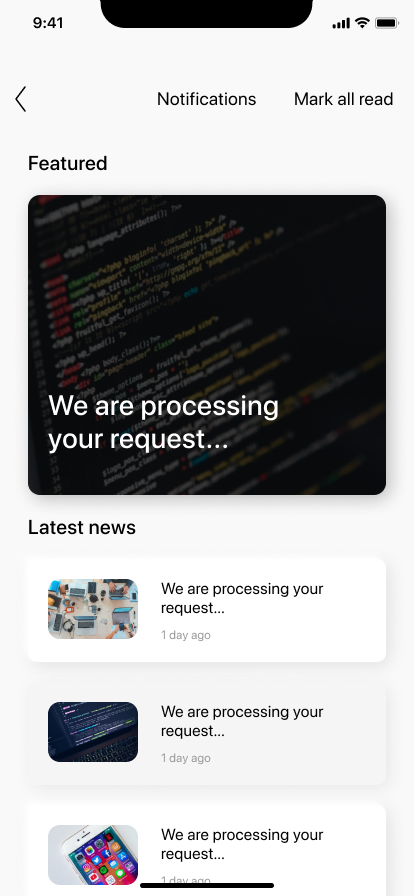 9:41
Notifications
Mark all read
Featured
We are processing
your request...
Latest news
We are processing your
request...
1 day ago
We are processing your
request...
1 day ago
We are processing your
request...
1 day ago